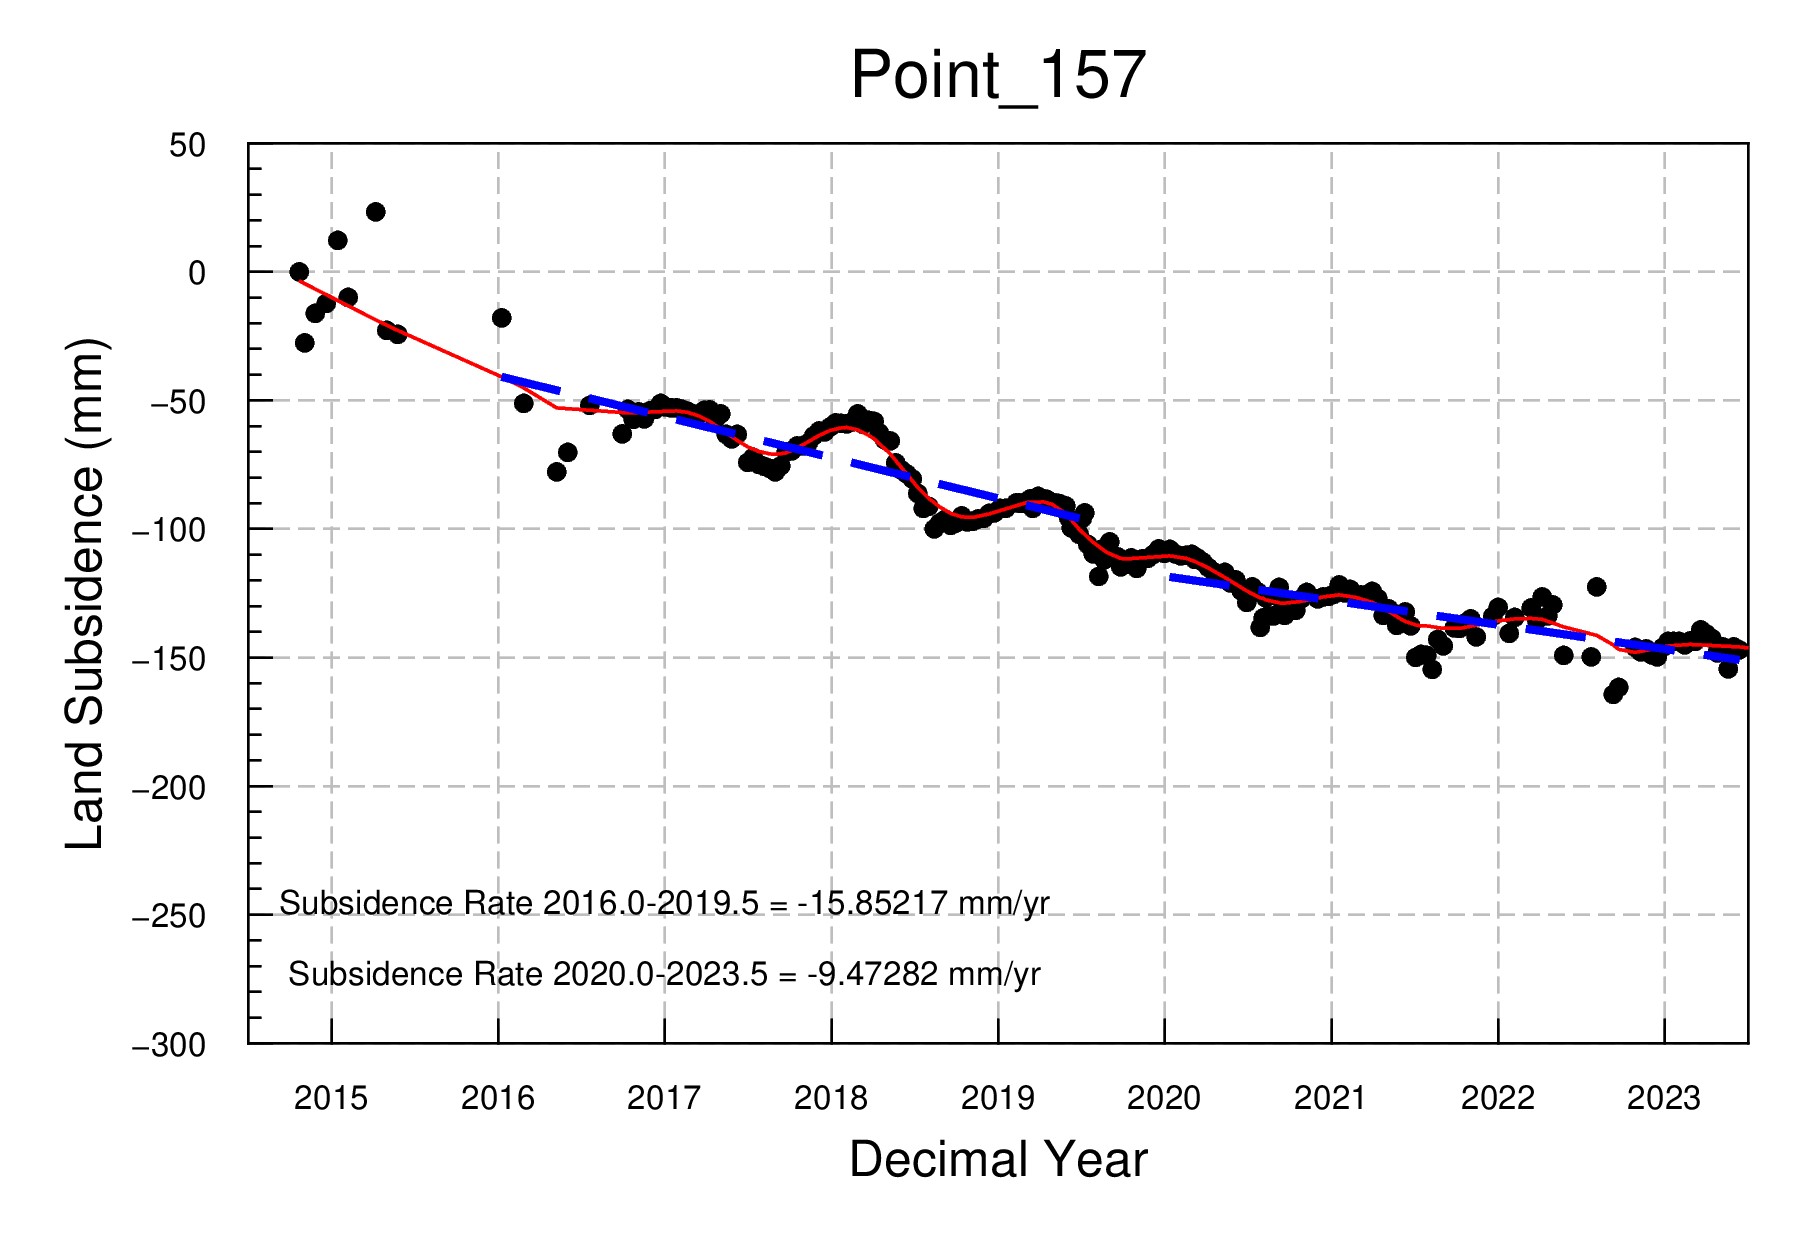 Point_157
50
0
−50
−100
−150
−200
−250
−300
Land Subsidence (mm)
Subsidence Rate 2016.0-2019.5 = -15.85217 mm/yr
Subsidence Rate 2020.0-2023.5 = -9.47282 mm/yr
2015 2016 2017 2018 2019 2020 2021 2022 2023
Decimal Year